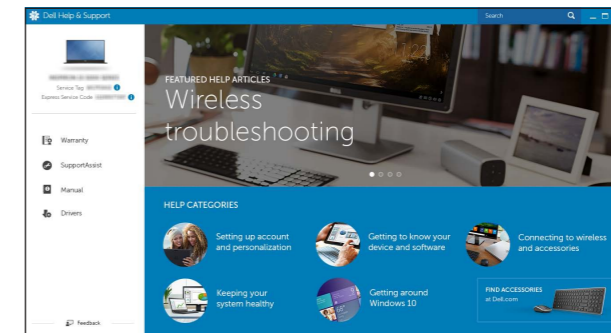 Dell Help & Support
Search
Service Tag:
Express Service Code:
Warranty
SupportAssist
Manual
Drivers
Feedback
FEATURED HELP ARTICLES
Wireless
troubleshooting
HELP CATEGORIES
Setting up account
and personalization
Getting to know your
device and software
Connecting to wireless
and accessories
Keeping your
system healthy
Getting around
Windows 10
FIND ACCESSORIES
at Dell.com